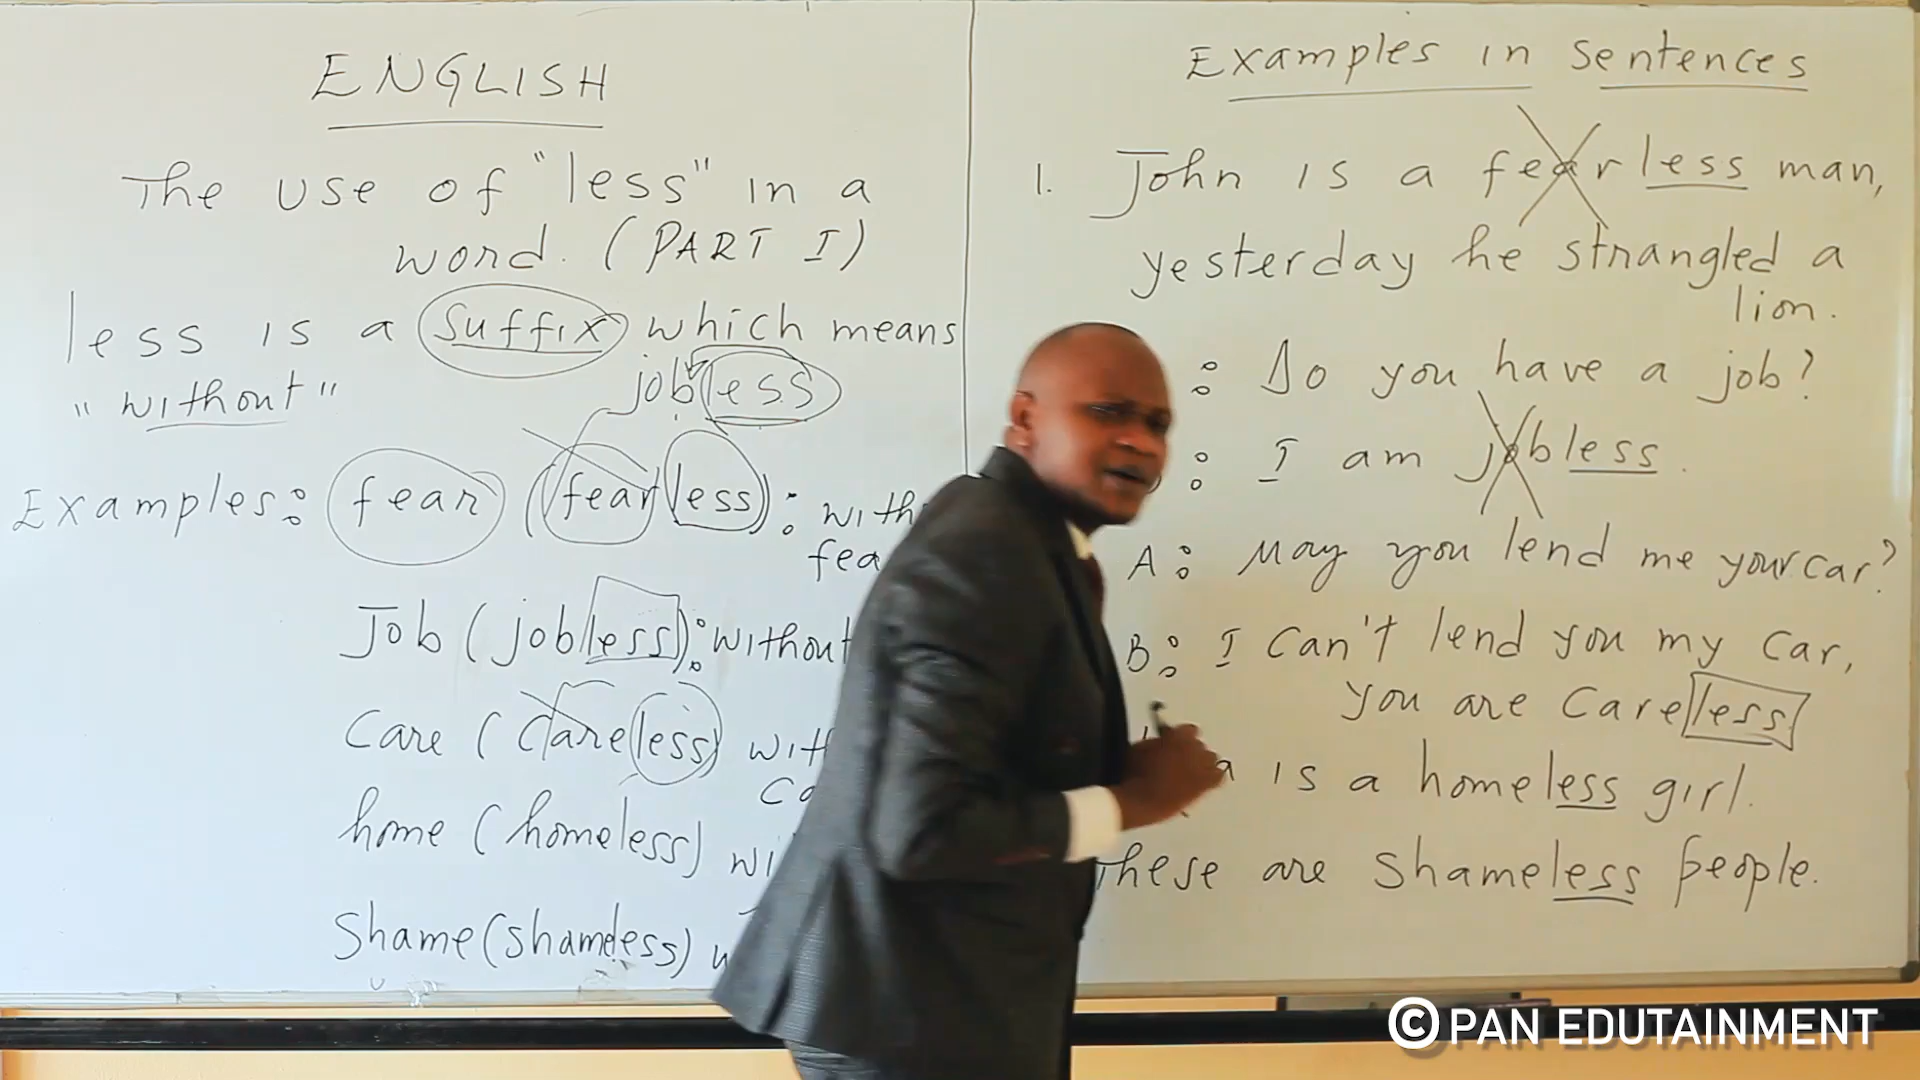 ENGLISH
The use of "less" in a
word. (PART I)
less is a suffix which means
"without"
jobless
Examples: fear (fearless): with
fea
Job (jobless): without
Care (Careless) wit
Ca
home (homeless) wi
Shame (shameless) w
Examples in sentences
1. John is a fearless man,
yesterday he strangled a
lion.
: Do you have a job?
: I am jobless.
A: May you lend me your car?
B: I can't lend you my car,
you are careless.
a is a homeless girl.
These are shameless people.
© PAN EDUTAINMENT